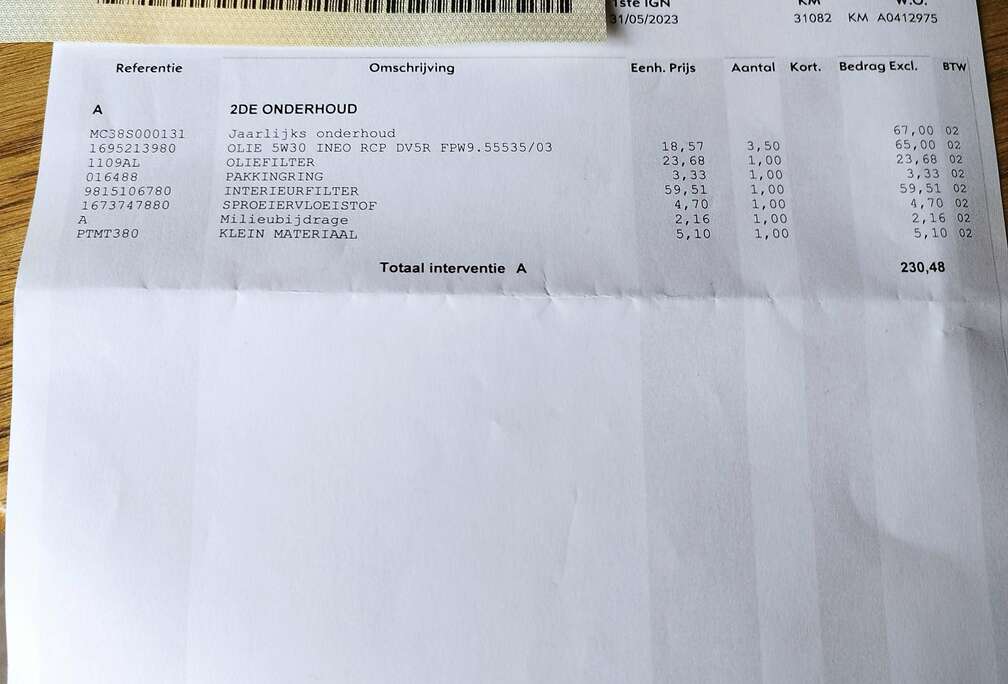 1ste IGN KM W.O.
31/05/2023 31082 KM A0412975
Referentie Omschrijving Eenh. Prijs Aantal Kort. Bedrag Excl. BTW
A 2DE ONDERHOUD
MC38S000131 Jaarlijks onderhoud 67,00 02
1695213980 OLIE 5W30 INEO RCP DV5R FPW9.55535/03 18,57 3,50 65,00 02
1109AL OLIEFILTER 23,68 1,00 23,68 02
016488 PAKKINGRING 3,33 1,00 3,33 02
9815106780 INTERIEURFILTER 59,51 1,00 59,51 02
1673747880 SPROEIERVLOEISTOF 4,70 1,00 4,70 02
A Milieubijdrage 2,16 1,00 2,16 02
PTMT380 KLEIN MATERIAAL 5,10 1,00 5,10 02
Totaal interventie A 230,48